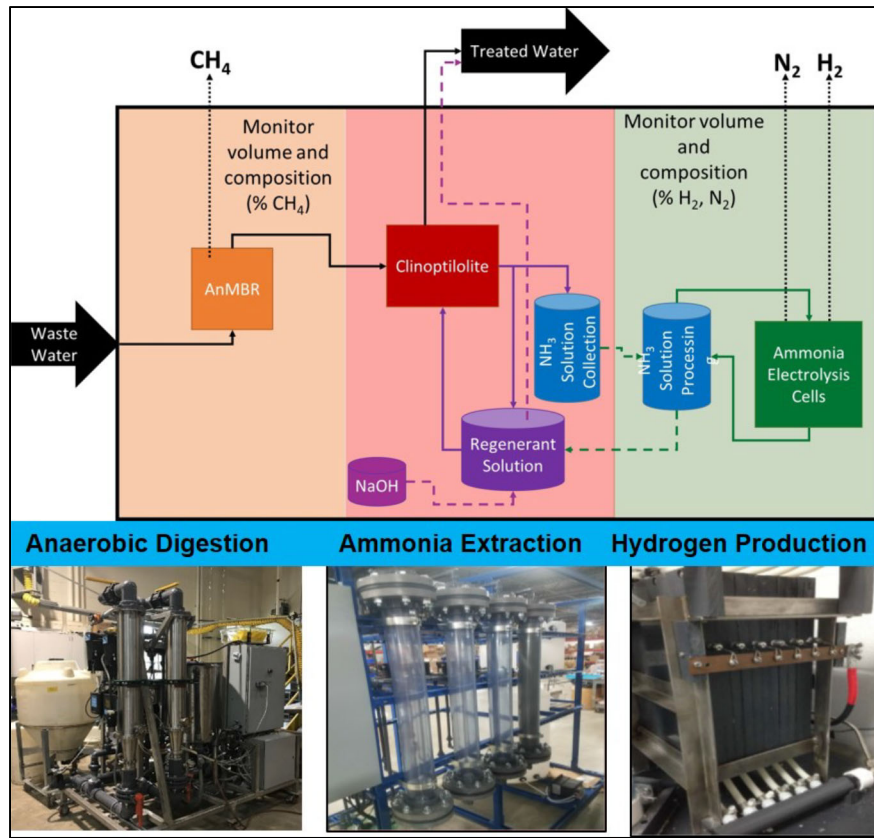 CH₄
Treated Water
N₂ H₂
Monitor
volume and
composition
(% CH₄)
Monitor volume
and
composition
(% H₂, N₂)
AnMBR
Clinoptilolite
Waste
Water
NH₃
Solution
Collection
NH₃
Solution
Processin
g
Ammonia
Electrolysis
Cells
Regenerant
Solution
NaOH
Anaerobic Digestion
Ammonia Extraction
Hydrogen Production